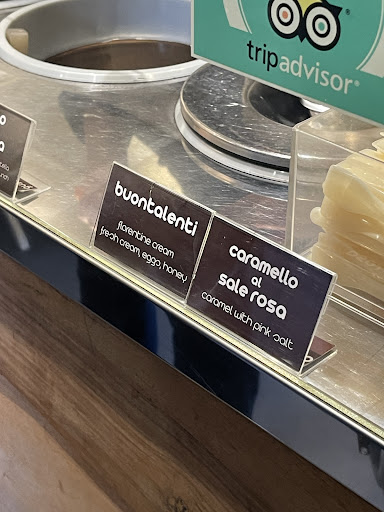 tripadvisor®
buontalenti
florentine cream
fresh cream, eggs, honey
caramello
al
sale rosa
caramel with pink salt